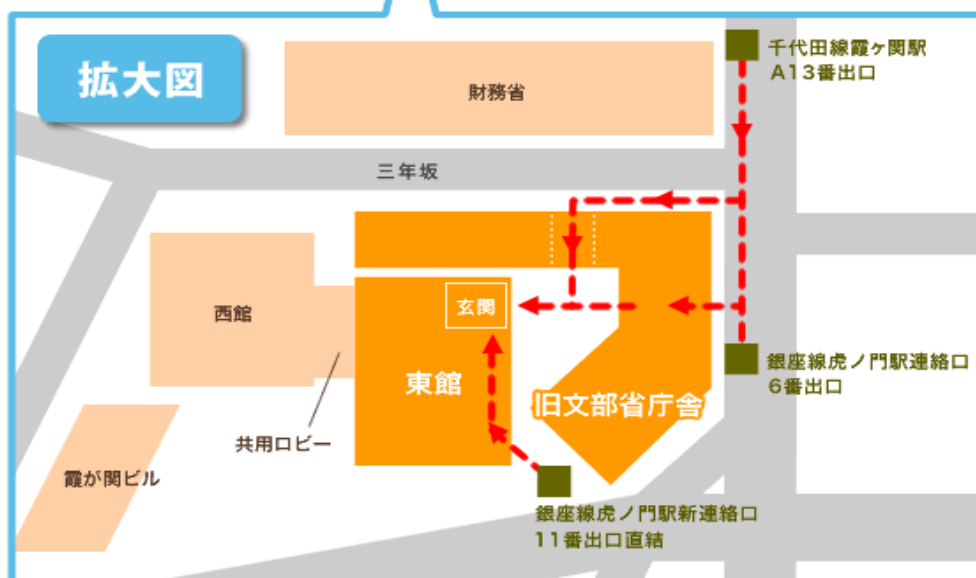 拡大図
財務省
千代田線霞ヶ関駅
A13番出口
三年坂
西館
玄関
東館
旧文部省庁舎
銀座線虎ノ門駅連絡口
6番出口
共用ロビー
霞が関ビル
銀座線虎ノ門駅新連絡口
11番出口直結